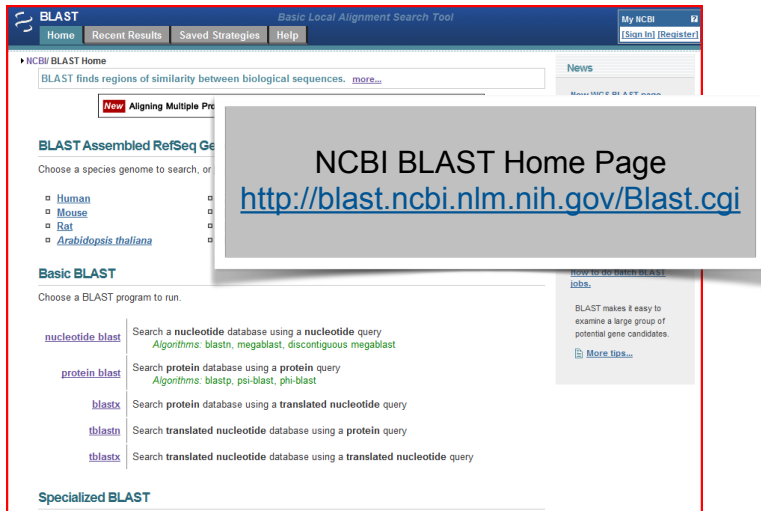 BLAST
Basic Local Alignment Search Tool
Home Recent Results Saved Strategies Help
My NCBI
[Sign In] [Register]
NCBI/ BLAST Home
BLAST finds regions of similarity between biological sequences. more...
New Aligning Multiple Pro
BLAST Assembled RefSeq Ge
Choose a species genome to search, or
Human
Mouse
Rat
Arabidopsis thaliana
NCBI BLAST Home Page
http://blast.ncbi.nlm.nih.gov/Blast.cgi
Basic BLAST
Choose a BLAST program to run.
nucleotide blast Search a nucleotide database using a nucleotide query
Algorithms: blastn, megablast, discontiguous megablast
protein blast Search protein database using a protein query
Algorithms: blastp, psi-blast, phi-blast
blastx Search protein database using a translated nucleotide query
tblastn Search translated nucleotide database using a protein query
tblastx Search translated nucleotide database using a translated nucleotide query
Specialized BLAST
News
How to do Batch BLAST
jobs.
BLAST makes it easy to
examine a large group of
potential gene candidates.
More tips...